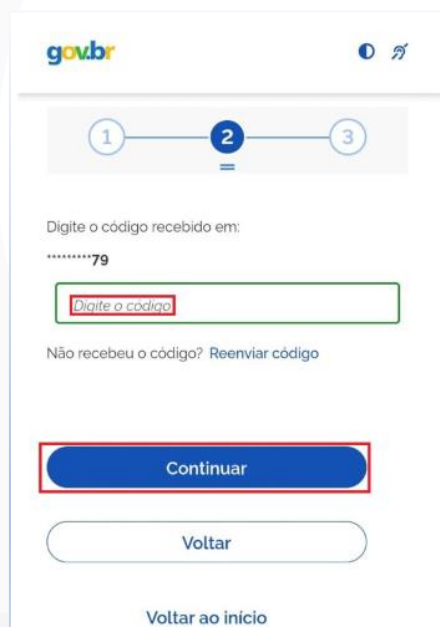 gov.br
1 2 3
Digite o código recebido em:
*********79
Digite o código
Não recebeu o código? Reenviar código
Continuar
Voltar
Voltar ao início